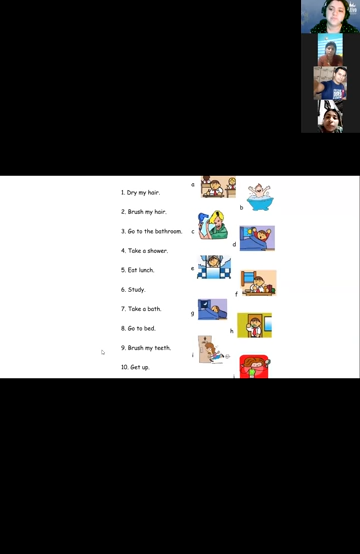 a
1. Dry my hair.
b
2. Brush my hair.
c
3. Go to the bathroom.
d
4. Take a shower.
e
5. Eat lunch.
f
6. Study.
g
7. Take a bath.
h
8. Go to bed.
i
9. Brush my teeth.
10. Get up.